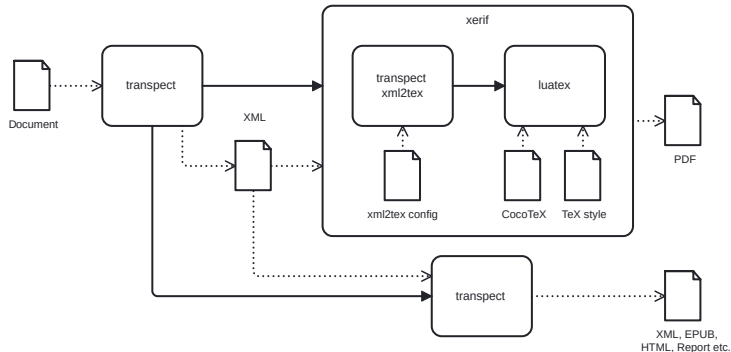 xerif
transpect
transpect
xml2tex
luatex
Document
XML
PDF
xml2tex config
CocoTeX
TeX style
transpect
XML, EPUB,
HTML, Report etc.